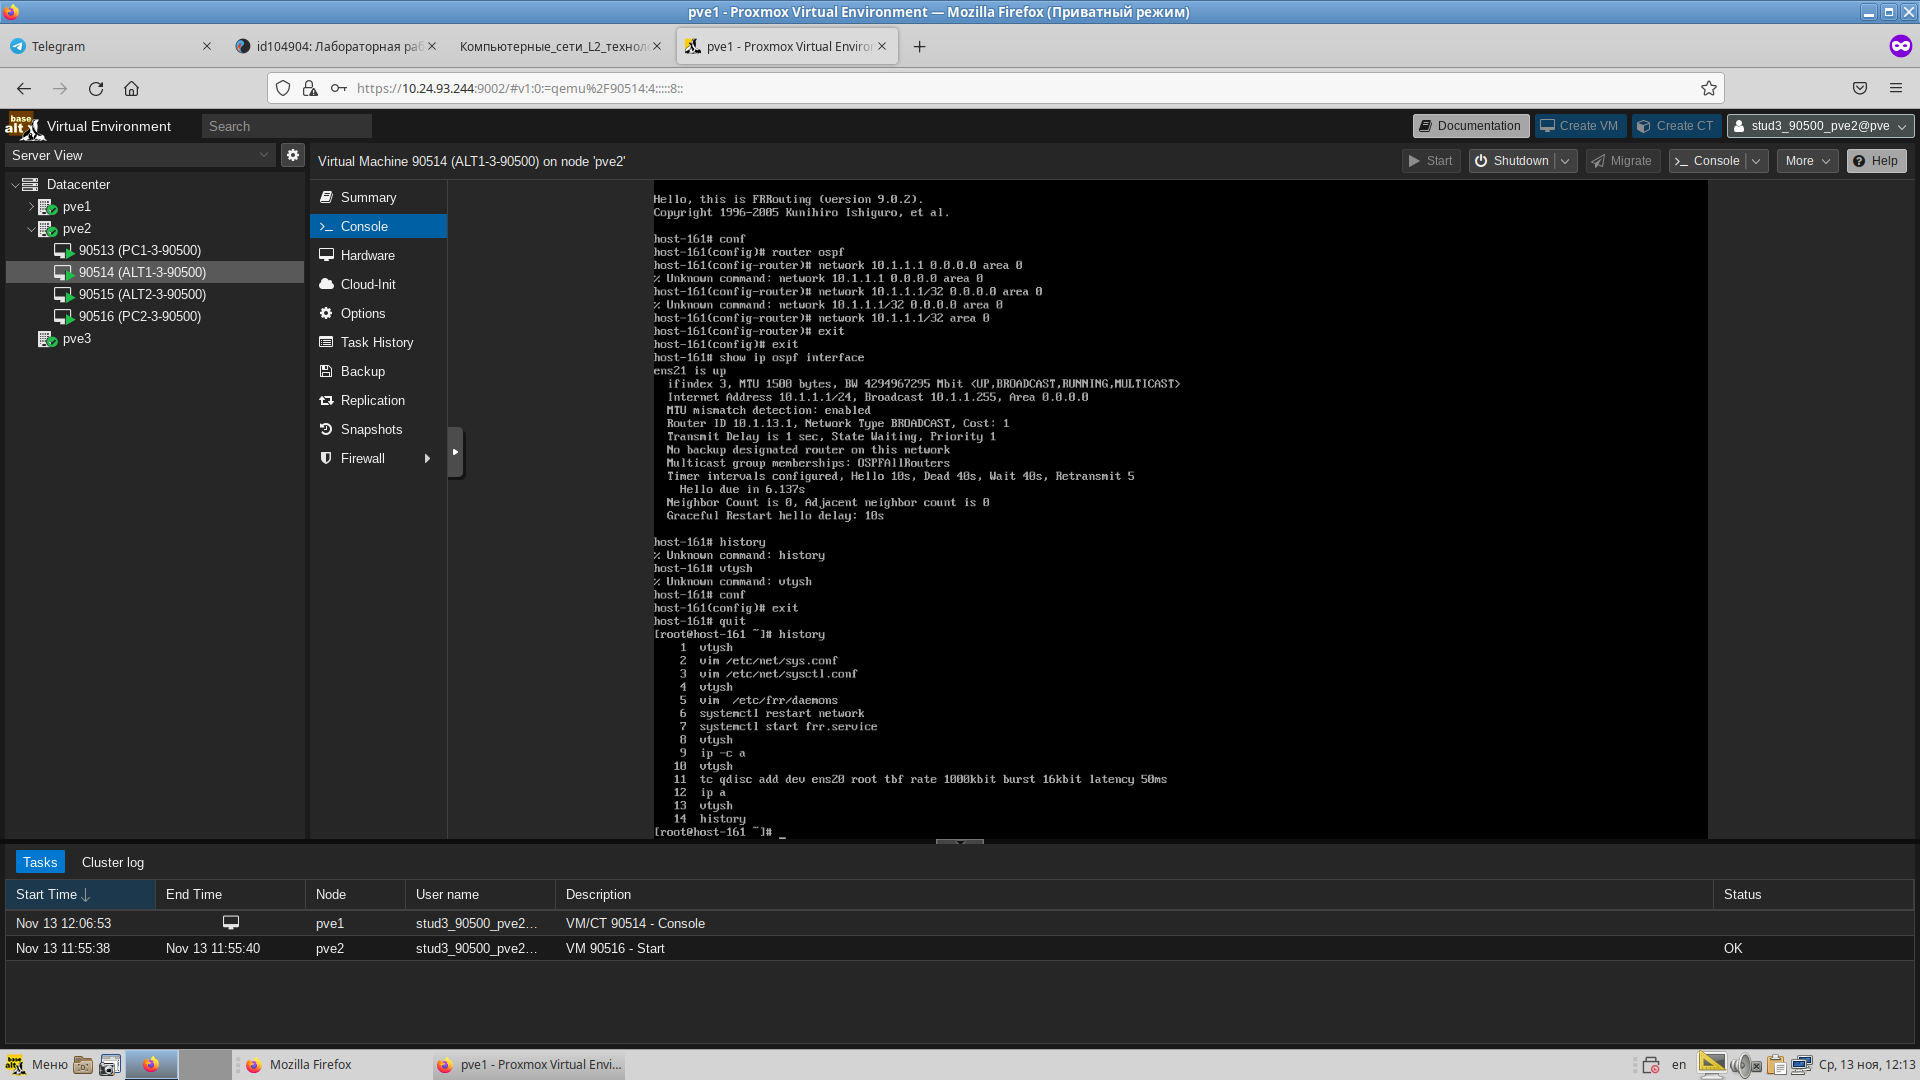 pve1 - Proxmox Virtual Environment — Mozilla Firefox (Приватный режим)
Telegram
id104904: Лабораторная раб
Компьютерные_сети_L2_технол
pve1 - Proxmox Virtual Enviror
https://10.24.93.244:9002/#v1:0:=qemu%2F90514:4:::::8::
base alt
Virtual Environment
Search
Documentation
Create VM
Create CT
stud3_90500_pve2@pve
Server View
Virtual Machine 90514 (ALT1-3-90500) on node 'pve2'
Start
Shutdown
Migrate
Console
More
Help
Datacenter
pve1
pve2
90513 (PC1-3-90500)
90514 (ALT1-3-90500)
90515 (ALT2-3-90500)
90516 (PC2-3-90500)
pve3
Summary
Console
Hardware
Cloud-Init
Options
Task History
Backup
Replication
Snapshots
Firewall
Hello, this is FRRouting (version 9.0.2).
Copyright 1996-2005 Kunihiro Ishiguro, et al.
host-161# conf
host-161(config)# router ospf
host-161(config-router)# network 10.1.1.1 0.0.0.0 area 0
% Unknown command: network 10.1.1.1 0.0.0.0 area 0
host-161(config-router)# network 10.1.1.1/32 0.0.0.0 area 0
% Unknown command: network 10.1.1.1/32 0.0.0.0 area 0
host-161(config-router)# network 10.1.1.1/32 area 0
host-161(config-router)# exit
host-161(config)# exit
host-161# show ip ospf interface
ens21 is up
ifindex 3, MTU 1500 bytes, BW 4294967295 Mbit <UP,BROADCAST,RUNNING,MULTICAST>
Internet Address 10.1.1.1/24, Broadcast 10.1.1.255, Area 0.0.0.0
MTU mismatch detection: enabled
Router ID 10.1.13.1, Network Type BROADCAST, Cost: 1
Transmit Delay is 1 sec, State Waiting, Priority 1
No backup designated router on this network
Multicast group memberships: OSPFAllRouters
Timer intervals configured, Hello 10s, Dead 40s, Wait 40s, Retransmit 5
Hello due in 6.137s
Neighbor Count is 0, Adjacent neighbor count is 0
Graceful Restart hello delay: 10s
host-161# history
% Unknown command: history
host-161# vtysh
% Unknown command: vtysh
host-161# conf
host-161(config)# exit
host-161# quit
[root@host-161 ~]# history
1 vtysh
2 vim /etc/net/sys.conf
3 vim /etc/net/sysctl.conf
4 vtysh
5 vim /etc/frr/daemons
6 systemctl restart network
7 systemctl start frr.service
8 vtysh
9 ip -c a
10 vtysh
11 tc qdisc add dev ens20 root tbf rate 1000kbit burst 16kbit latency 50ms
12 ip a
13 vtysh
14 history
[root@host-161 ~]# _
Tasks
Cluster log
Start Time
End Time
Node
User name
Description
Status
Nov 13 12:06:53
pve1
stud3_90500_pve2...
VM/CT 90514 - Console
Nov 13 11:55:38
Nov 13 11:55:40
pve2
stud3_90500_pve2...
VM 90516 - Start
OK
Меню
Mozilla Firefox
pve1 - Proxmox Virtual Envi...
en
Ср, 13 ноя, 12:13